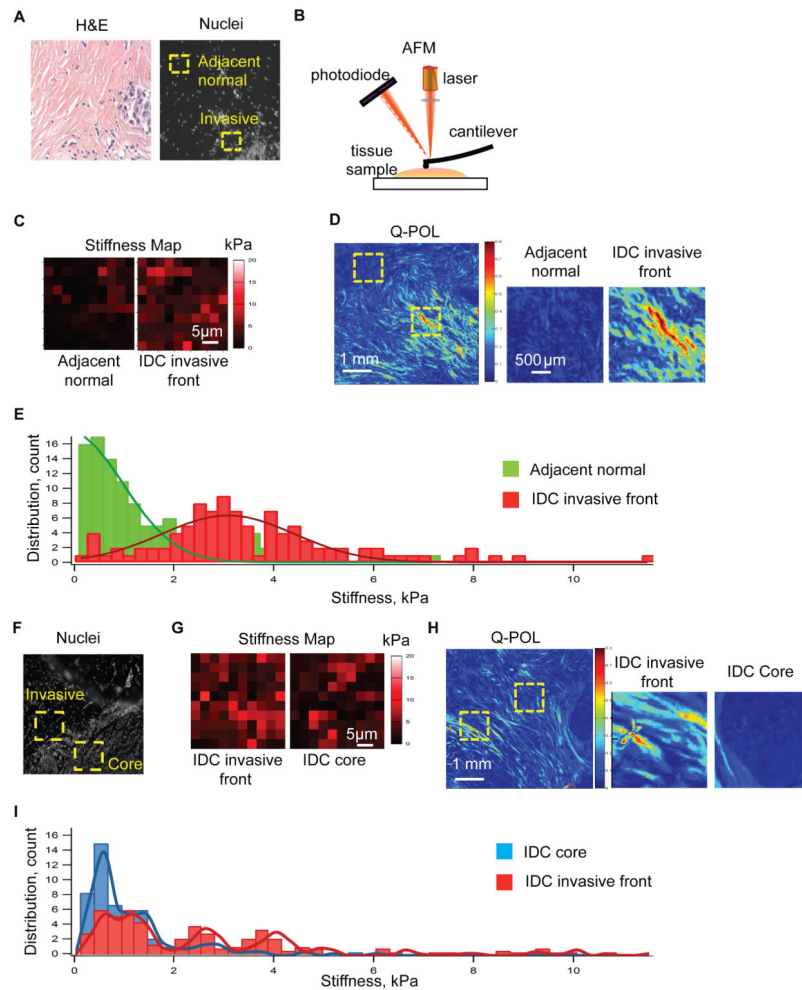 A
H&E
Nuclei
Adjacent
normal
Invasive
B
AFM
photodiode
laser
cantilever
tissue
sample
C
Stiffness Map
kPa
20
15
10
5
0
5µm
Adjacent
normal
IDC invasive
front
D
Q-POL
1 mm
Adjacent
normal
500 µm
IDC invasive
front
E
Distribution, count
16
14
12
10
8
6
4
2
0
0
2
4
6
8
10
Stiffness, kPa
Adjacent normal
IDC invasive front
F
Nuclei
Invasive
Core
G
Stiffness Map
kPa
20
15
10
5
0
5µm
IDC invasive
front
IDC core
H
Q-POL
1 mm
IDC invasive
front
IDC Core
I
Distribution, count
16
14
12
10
8
6
4
2
0
0
2
4
6
8
10
Stiffness, kPa
IDC core
IDC invasive front